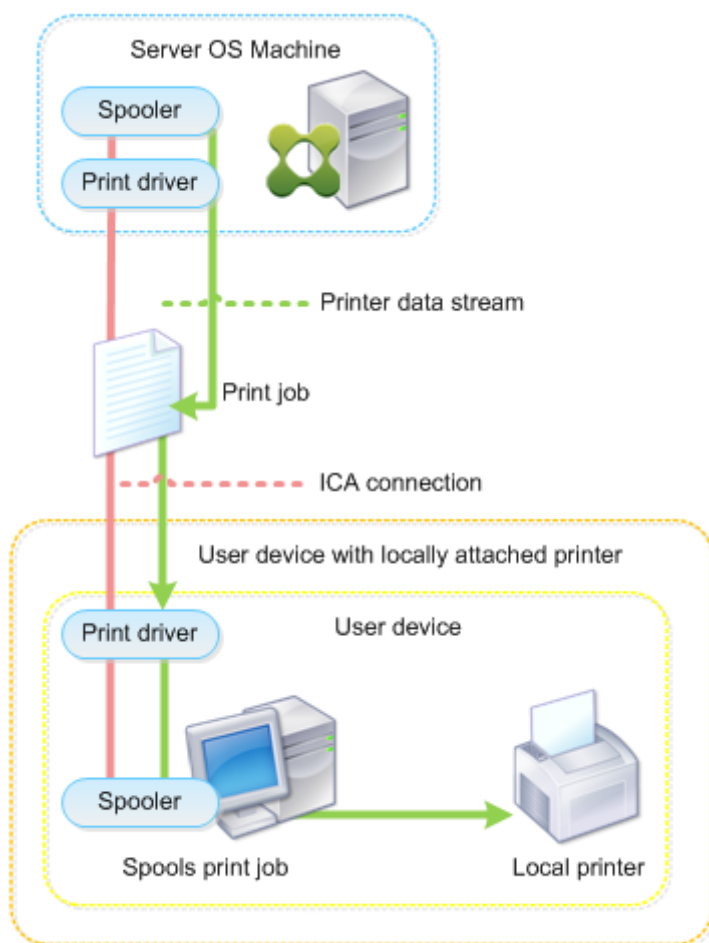 Server OS Machine
Spooler
Print driver
Printer data stream
Print job
ICA connection
User device with locally attached printer
Print driver
User device
Spooler
Spools print job
Local printer